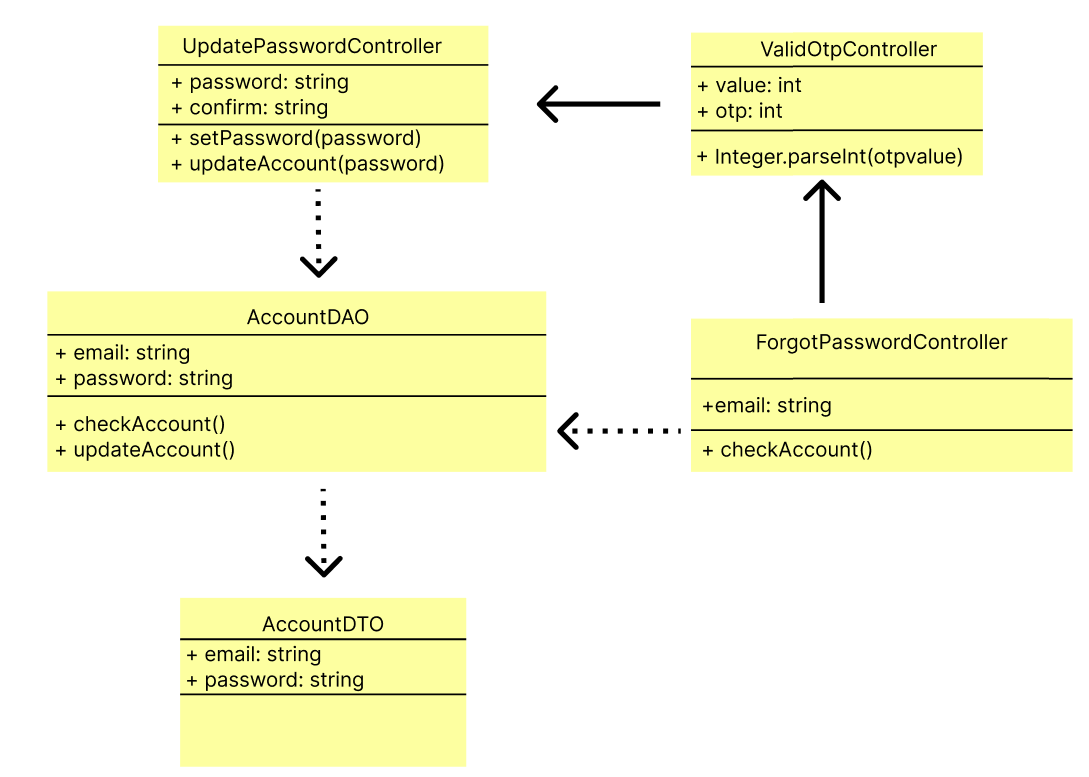 UpdatePasswordController
+ password: string
+ confirm: string
+ setPassword(password)
+ updateAccount(password)
ValidOtpController
+ value: int
+ otp: int
+ Integer.parseInt(otpvalue)
AccountDAO
+ email: string
+ password: string
+ checkAccount()
+ updateAccount()
ForgotPasswordController
+email: string
+ checkAccount()
AccountDTO
+ email: string
+ password: string